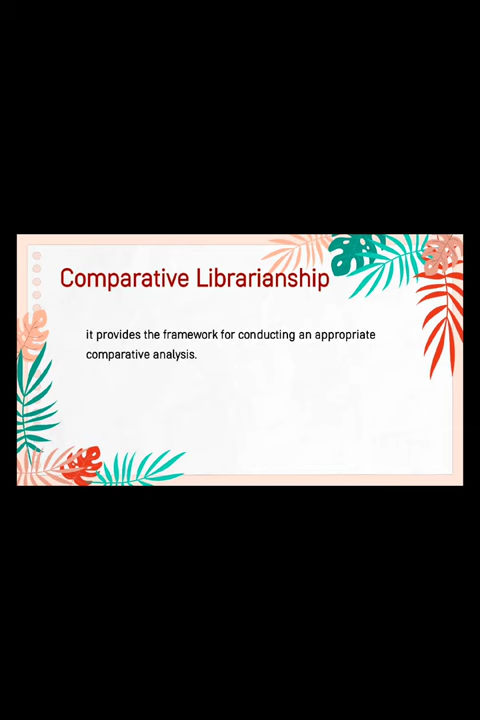 Comparative Librarianship
it provides the framework for conducting an appropriate
comparative analysis.